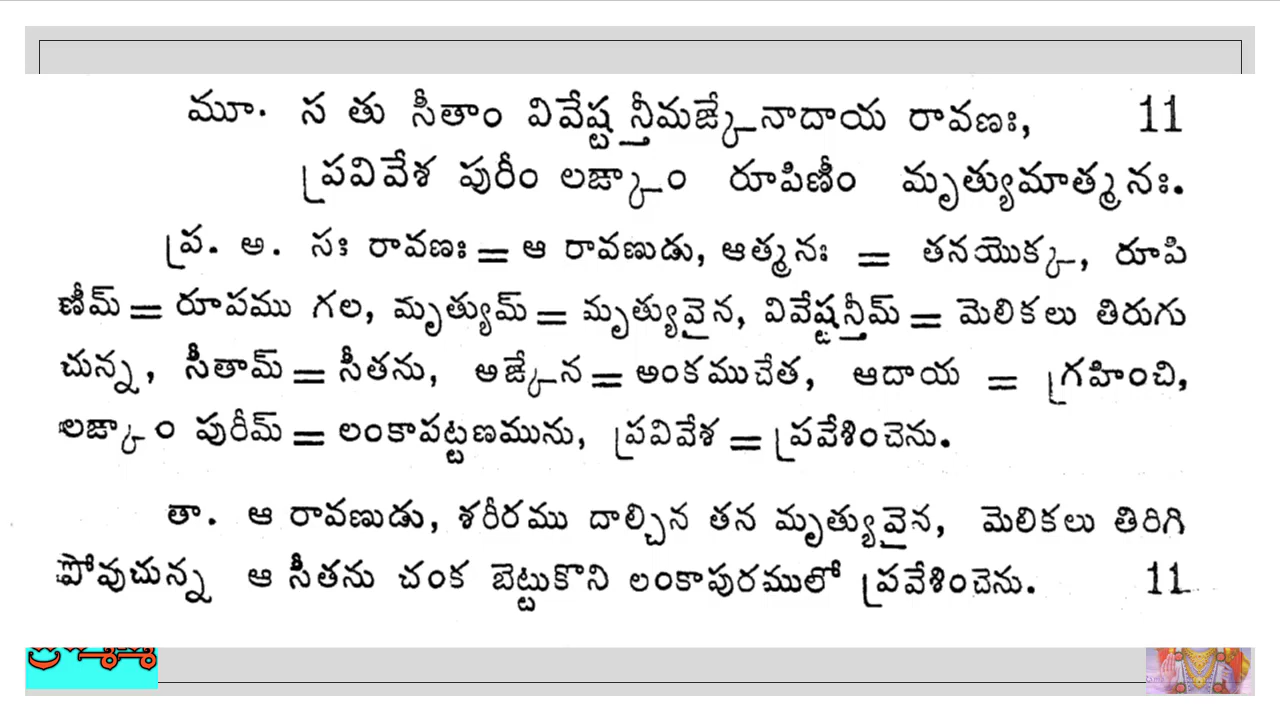 మూ. స తు సీతాం వివేష్టన్తీమఙ్కేనాదాయ రావణః, 11
ప్రవివేశ పురీం లఙ్కాం రూపిణీం మృత్యుమాత్మనః.
ప్ర. అ. సః రావణః = ఆ రావణుడు, ఆత్మనః = తనయొక్క, రూపి
ణీమ్ = రూపము గల, మృత్యుమ్ = మృత్యువైన, వివేష్టన్తీమ్ = మెలికలు తిరుగు
చున్న, సీతామ్ = సీతను, అఙ్కేన = అంకముచేత, ఆదాయ = గ్రహించి,
లఙ్కాం పురీమ్ = లంకాపట్టణమును, ప్రవివేశ = ప్రవేశించెను.
తా. ఆ రావణుడు, శరీరము దాల్చిన తన మృత్యువైన, మెలికలు తిరిగి
పోవుచున్న ఆ సీతను చంక బెట్టుకొని లంకాపురములో ప్రవేశించెను. 11